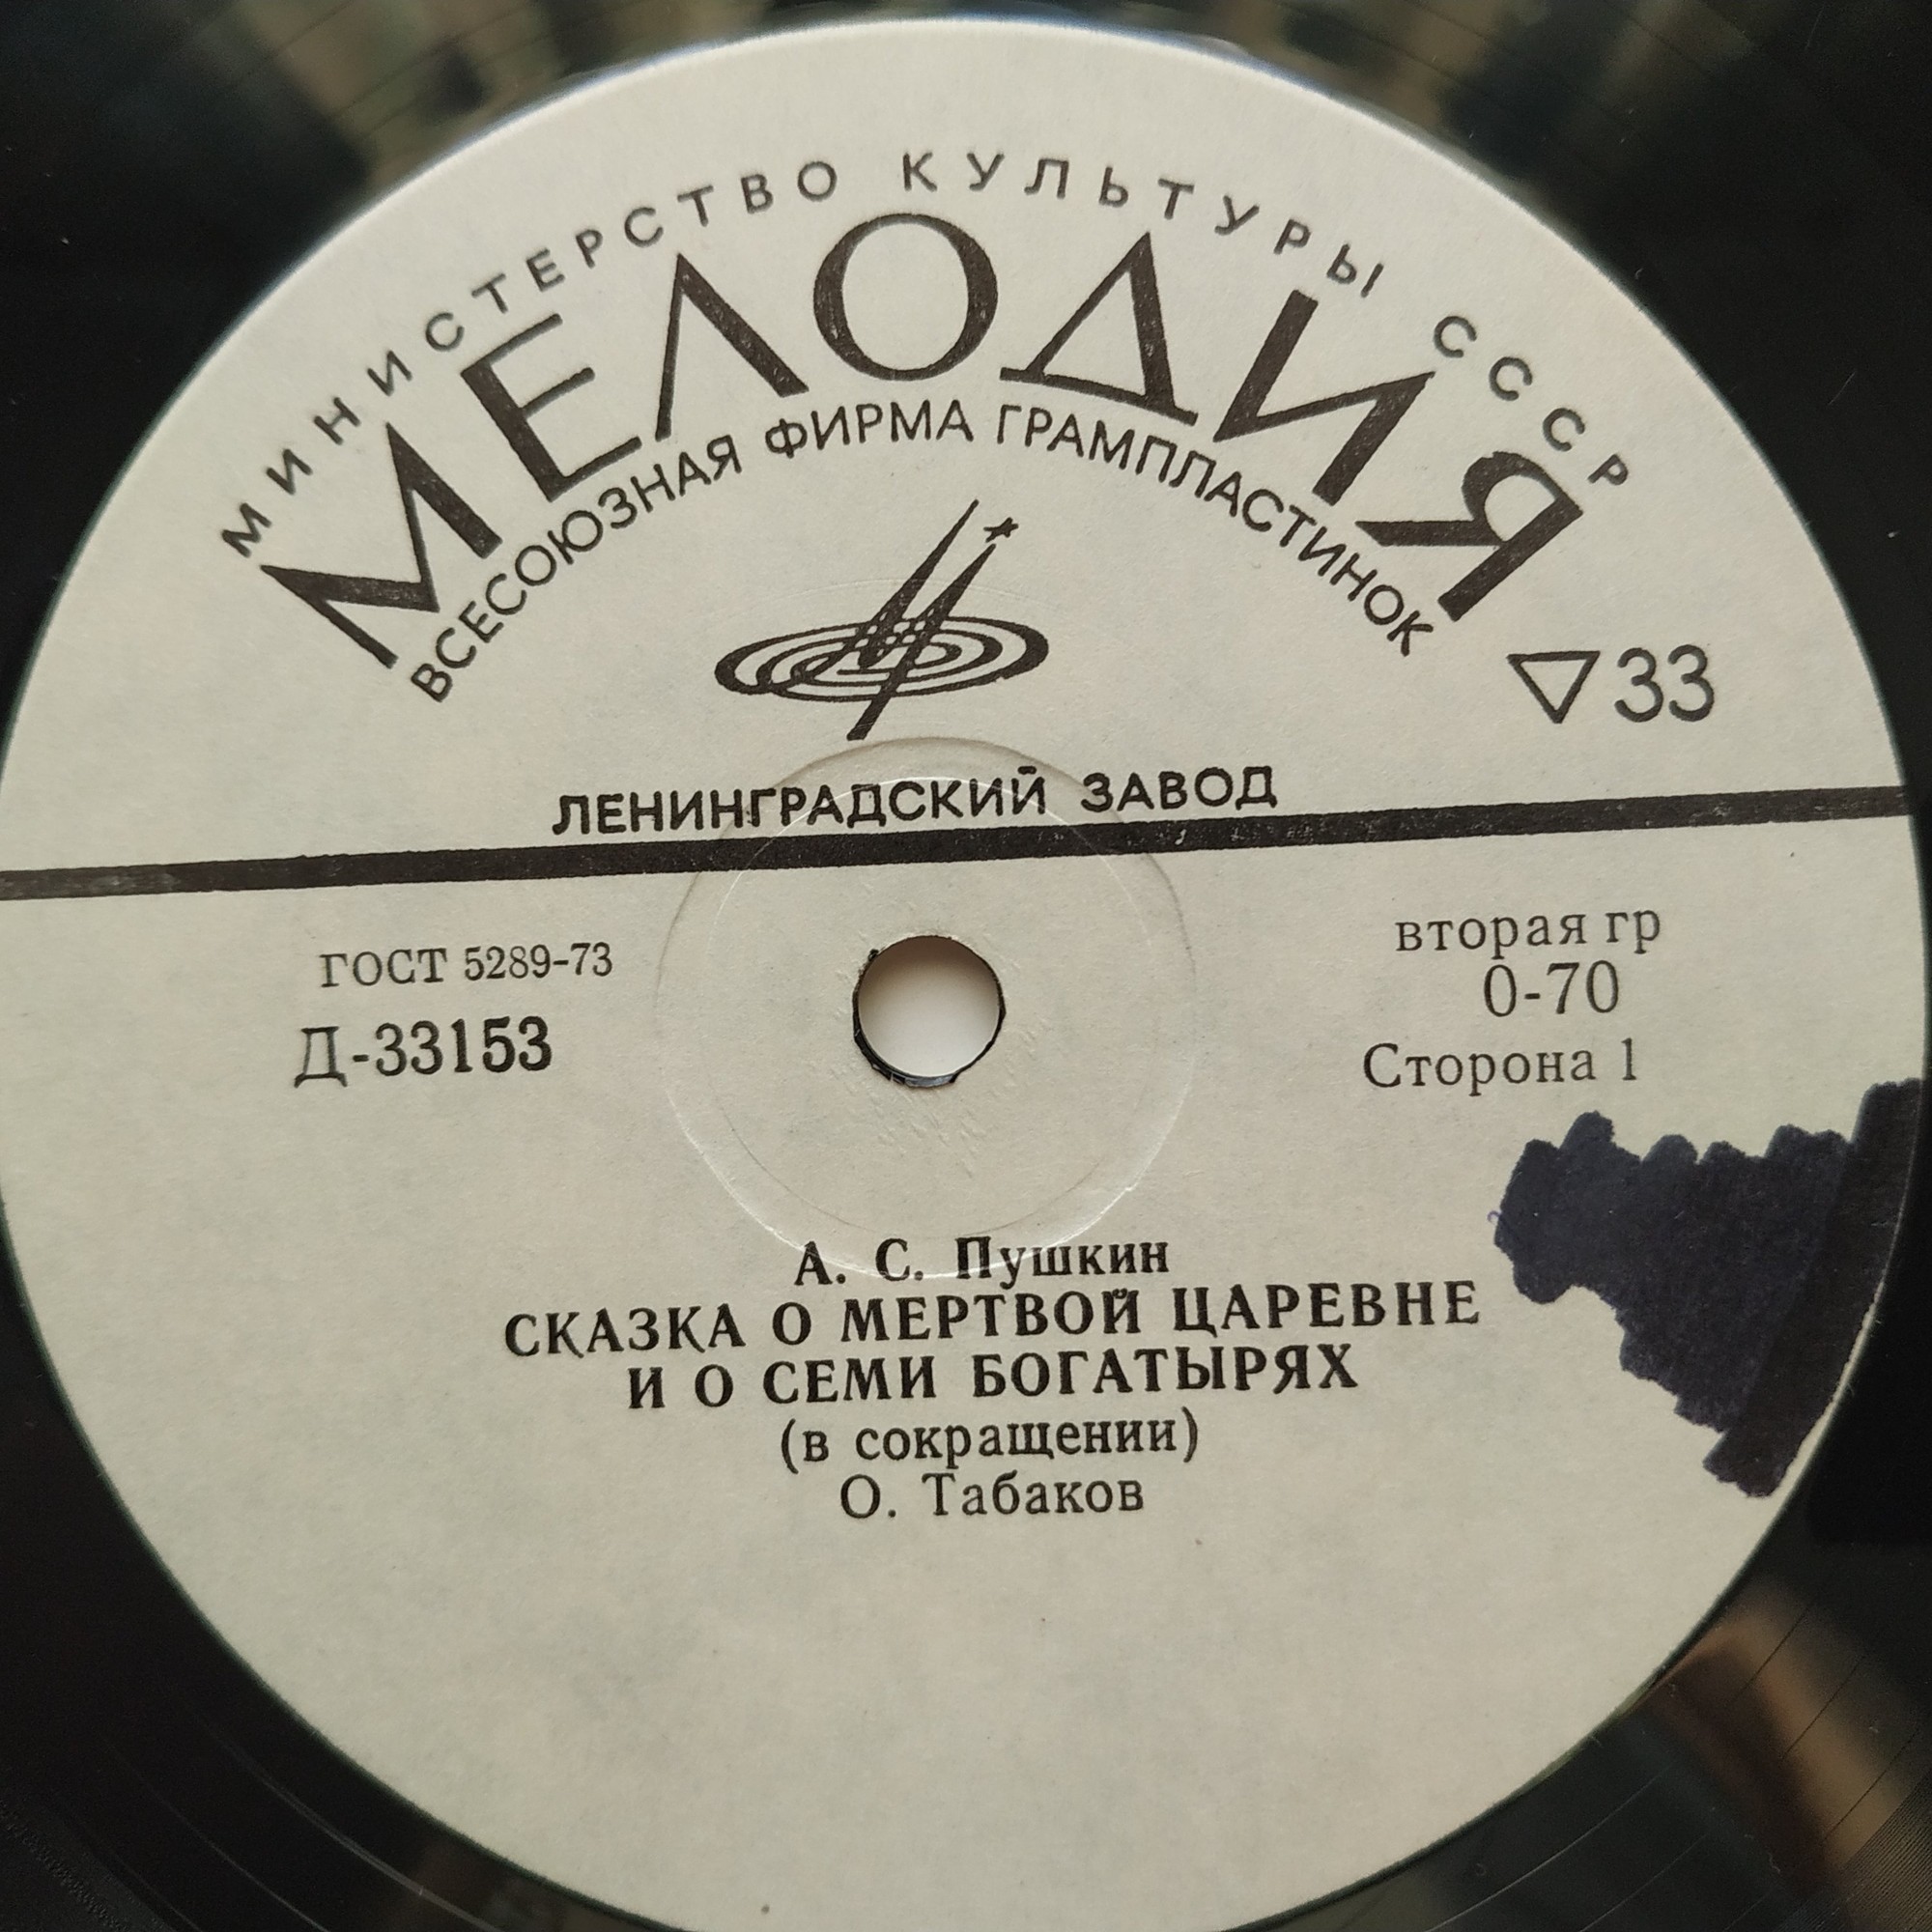 МИНИСТЕРСТВО КУЛЬТУРЫ СССР
МЕЛОДИЯ
ВСЕСОЮЗНАЯ ФИРМА ГРАМПЛАСТИНОК
▽33
ЛЕНИНГРАДСКИЙ ЗАВОД
ГОСТ 5289-73
Д-33153
вторая гр
0-70
Сторона 1
А. С. Пушкин
СКАЗКА О МЕРТВОЙ ЦАРЕВНЕ
И О СЕМИ БОГАТЫРЯХ
(в сокращении)
О. Табаков